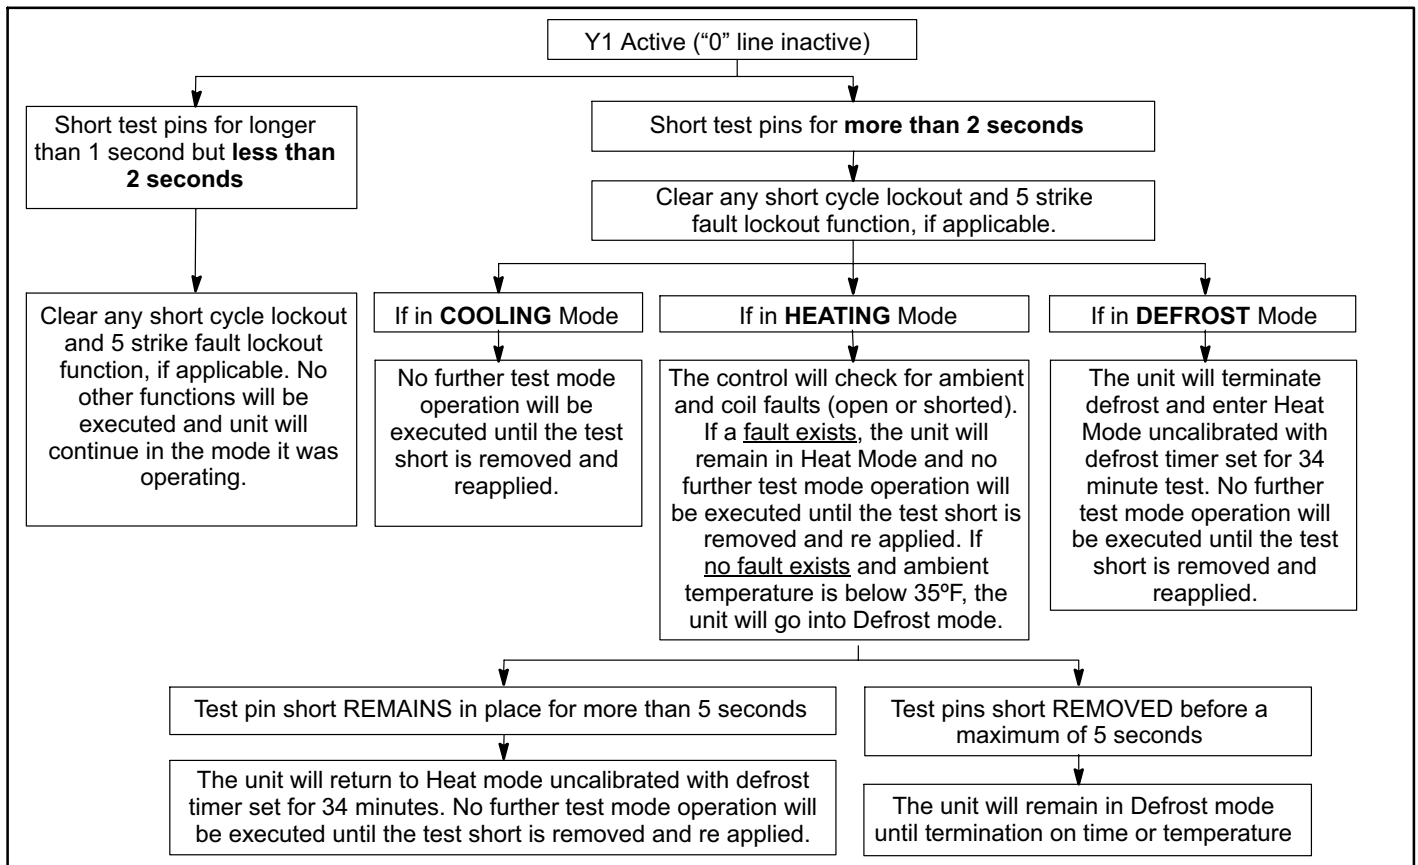 Y1 Active (“0” line inactive)
Short test pins for longer
than 1 second but less than
2 seconds
Short test pins for more than 2 seconds
Clear any short cycle lockout and 5 strike
fault lockout function, if applicable.
Clear any short cycle lockout
and 5 strike fault lockout
function, if applicable. No
other functions will be
executed and unit will
continue in the mode it was
operating.
If in COOLING Mode
No further test mode
operation will be
executed until the test
short is removed and
reapplied.
If in HEATING Mode
The control will check for ambient
and coil faults (open or shorted).
If a fault exists, the unit will
remain in Heat Mode and no
further test mode operation will
be executed until the test short is
removed and re applied. If
no fault exists and ambient
temperature is below 35ºF, the
unit will go into Defrost mode.
If in DEFROST Mode
The unit will terminate
defrost and enter Heat
Mode uncalibrated with
defrost timer set for 34
minute test. No further
test mode operation will
be executed until the test
short is removed and
reapplied.
Test pin short REMAINS in place for more than 5 seconds
The unit will return to Heat mode uncalibrated with defrost
timer set for 34 minutes. No further test mode operation will
be executed until the test short is removed and re applied.
Test pins short REMOVED before a
maximum of 5 seconds
The unit will remain in Defrost mode
until termination on time or temperature